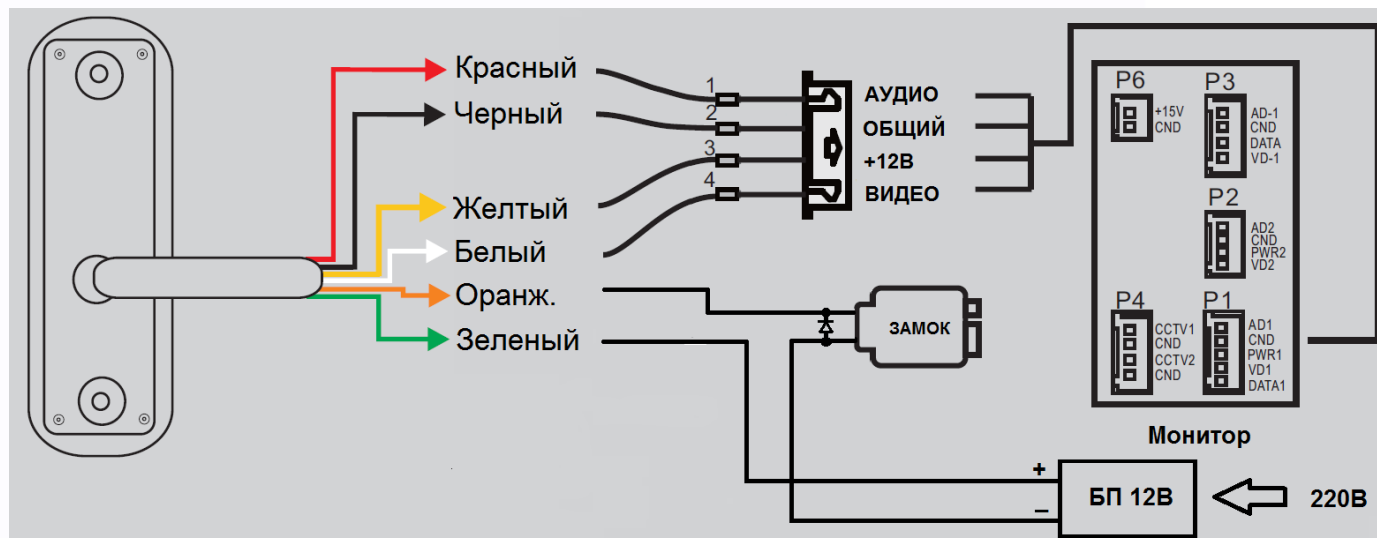 Красный
Черный
Желтый
Белый
Оранж.
Зеленый
1
2
3
4
АУДИО
ОБЩИЙ
+12В
ВИДЕО
ЗАМОК
P6
+15V
CND
P3
AD-1
CND
DATA
VD-1
P2
AD2
CND
PWR2
VD2
P4
CCTV1
CND
CCTV2
CND
P1
AD1
CND
PWR1
VD1
DATA1
Монитор
+
–
БП 12В
220В